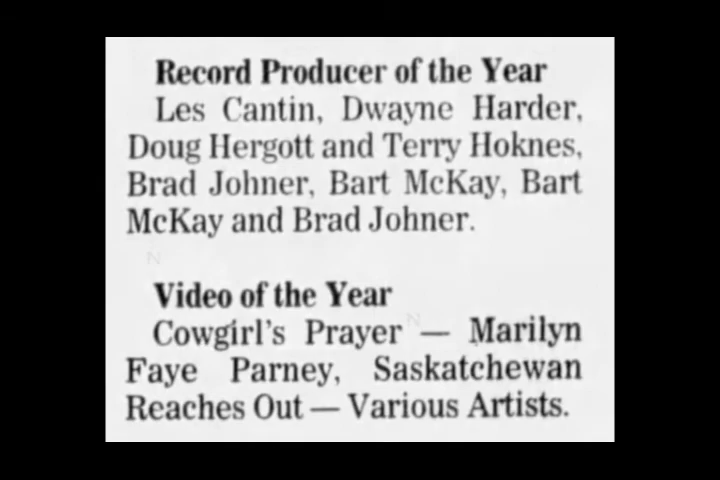 Record Producer of the Year
Les Cantin, Dwayne Harder,
Doug Hergott and Terry Hoknes,
Brad Johner, Bart McKay, Bart
McKay and Brad Johner.
Video of the Year
Cowgirl's Prayer — Marilyn
Faye Parney, Saskatchewan
Reaches Out — Various Artists.